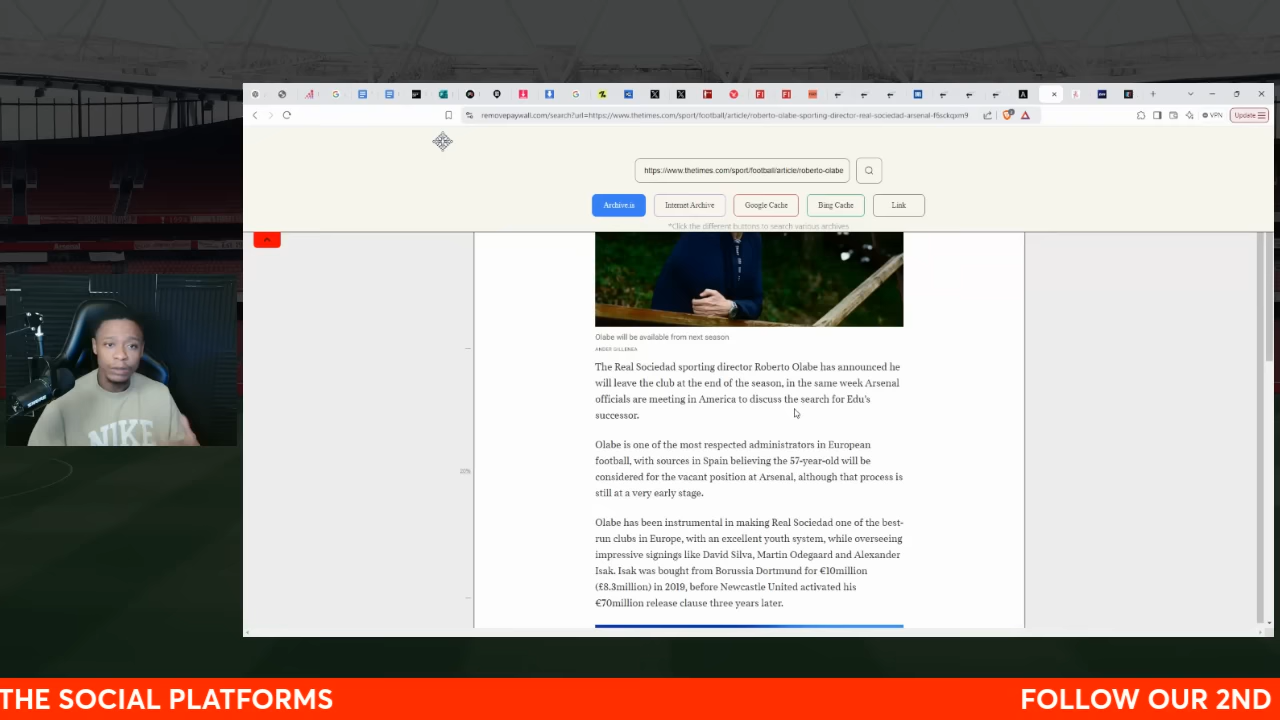 Update
removepaywall.com/search?url=https://www.thetimes.com/sport/football/article/roberto-olabe-sporting-director-real-sociedad-arsenal-f6sckqxm9
VPN
https://www.thetimes.com/sport/football/article/roberto-olabe
Archive.is
Internet Archive
Google Cache
Bing Cache
Link
*Click the different buttons to search various archives
Olabe will be available from next season
ANDER GILLENEA
The Real Sociedad sporting director Roberto Olabe has announced he
will leave the club at the end of the season, in the same week Arsenal
officials are meeting in America to discuss the search for Edu's
successor.
Olabe is one of the most respected administrators in European
football, with sources in Spain believing the 57-year-old will be
considered for the vacant position at Arsenal, although that process is
still at a very early stage.
Olabe has been instrumental in making Real Sociedad one of the best-
run clubs in Europe, with an excellent youth system, while overseeing
impressive signings like David Silva, Martin Odegaard and Alexander
Isak. Isak was bought from Borussia Dortmund for €10million
(£8.3million) in 2019, before Newcastle United activated his
€70million release clause three years later.
NIKE
THE SOCIAL PLATFORMS
FOLLOW OUR 2ND